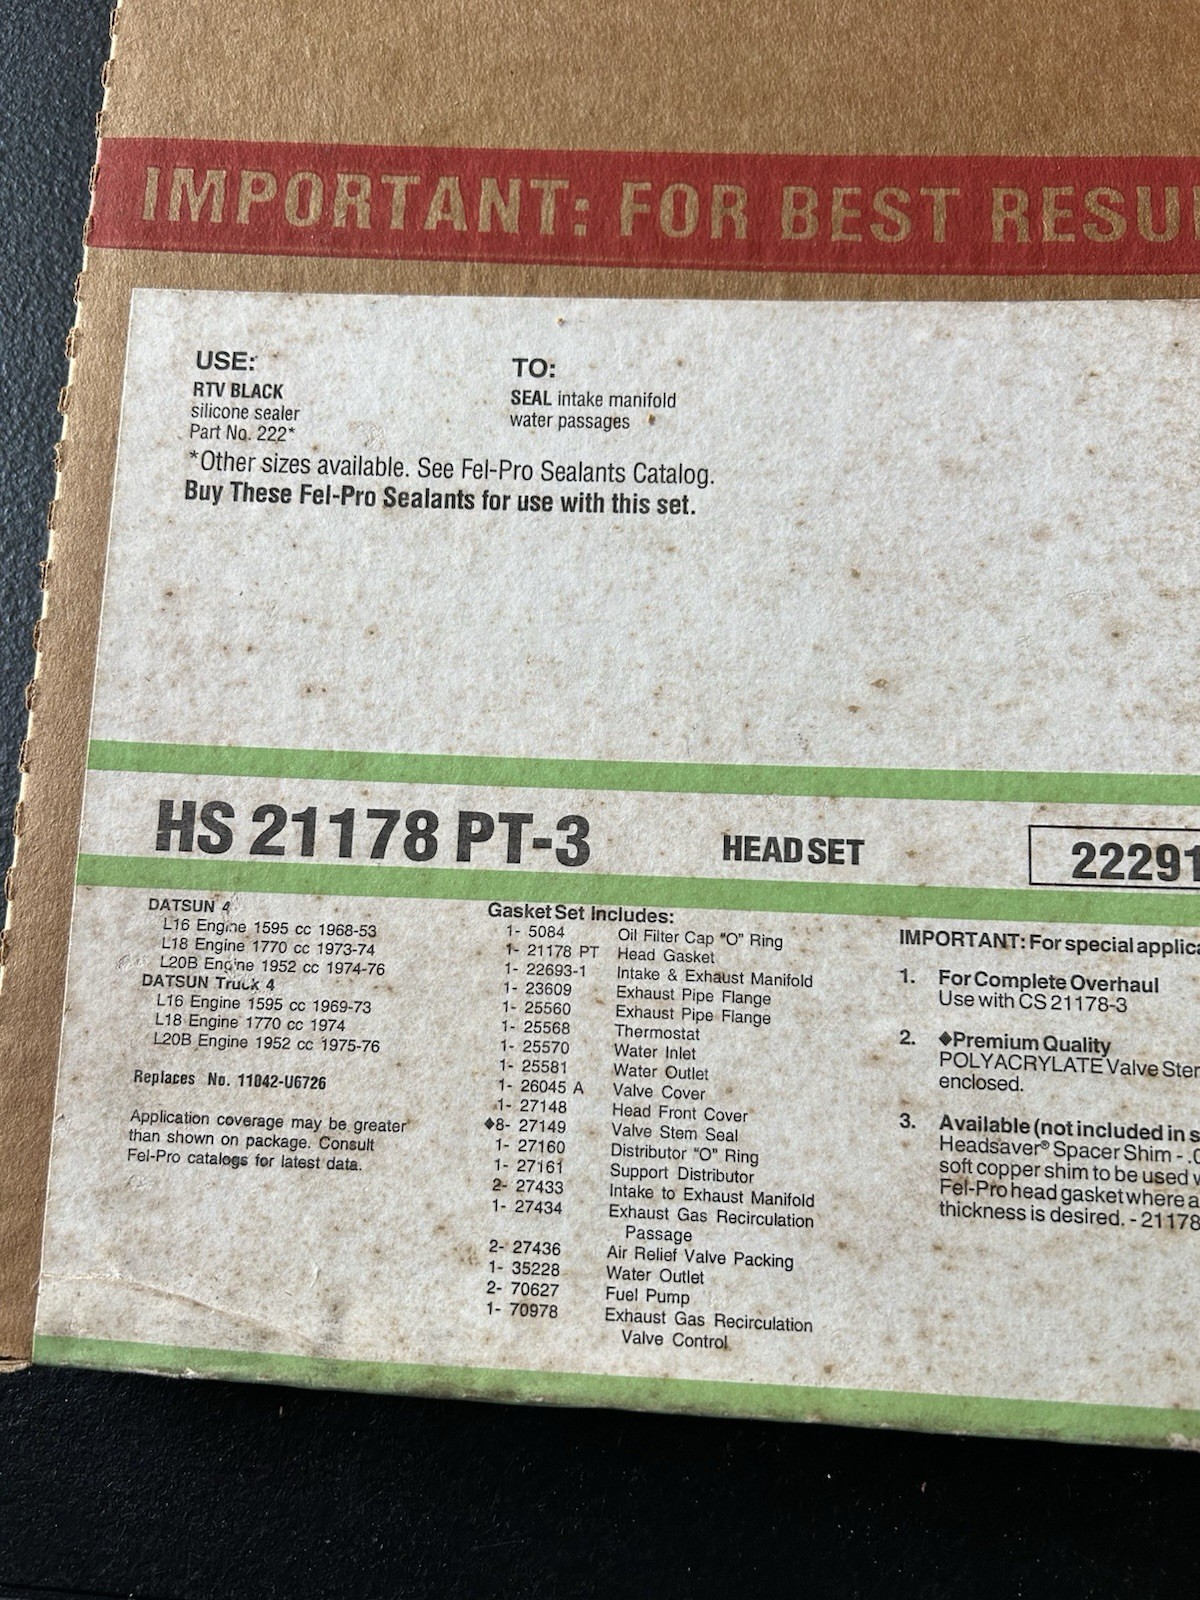 IMPORTANT: FOR BEST
USE:
RTV BLACK
silicone sealer
Part No. 222*
TO:
SEAL intake manifold
water passages
*Other sizes available. See Fel-Pro Sealants Catalog.
Buy These Fel-Pro Sealants for use with this set.
HS 21178 PT-3
HEAD SET
22291
DATSUN 4
L16 Engine 1595 cc 1968-53
L18 Engine 1770 cc 1973-74
L20B Engine 1952 cc 1974-76
DATSUN Truck 4
L16 Engine 1595 cc 1969-73
L18 Engine 1770 cc 1974
L20B Engine 1952 cc 1975-76
Replaces No. 11042-U6726
Application coverage may be greater
than shown on package. Consult
Fel-Pro catalogs for latest data.
Gasket Set Includes:
1- 5084 Oil Filter Cap "O" Ring
1- 21178 PT Head Gasket
1- 22693-1 Intake & Exhaust Manifold
1- 23609 Exhaust Pipe Flange
1- 25560 Exhaust Pipe Flange
1- 25568 Thermostat
1- 25570 Water Inlet
1- 25581 Water Outlet
1- 26045 A Valve Cover
1- 27148 Head Front Cover
◆8- 27149 Valve Stem Seal
1- 27160 Distributor "O" Ring
1- 27161 Support Distributor
2- 27433 Intake to Exhaust Manifold
1- 27434 Exhaust Gas Recirculation
Passage
2- 27436 Air Relief Valve Packing
1- 35228 Water Outlet
2- 70627 Fuel Pump
1- 70978 Exhaust Gas Recirculation
Valve Control
IMPORTANT: For special applica
1. For Complete Overhaul
Use with CS 21178-3
2. ◆Premium Quality
POLYACRYLATE Valve Ster
enclosed.
3. Available (not included in s
Headsaver® Spacer Shim - .0
soft copper shim to be used w
Fel-Pro head gasket where a
thickness is desired. - 21178